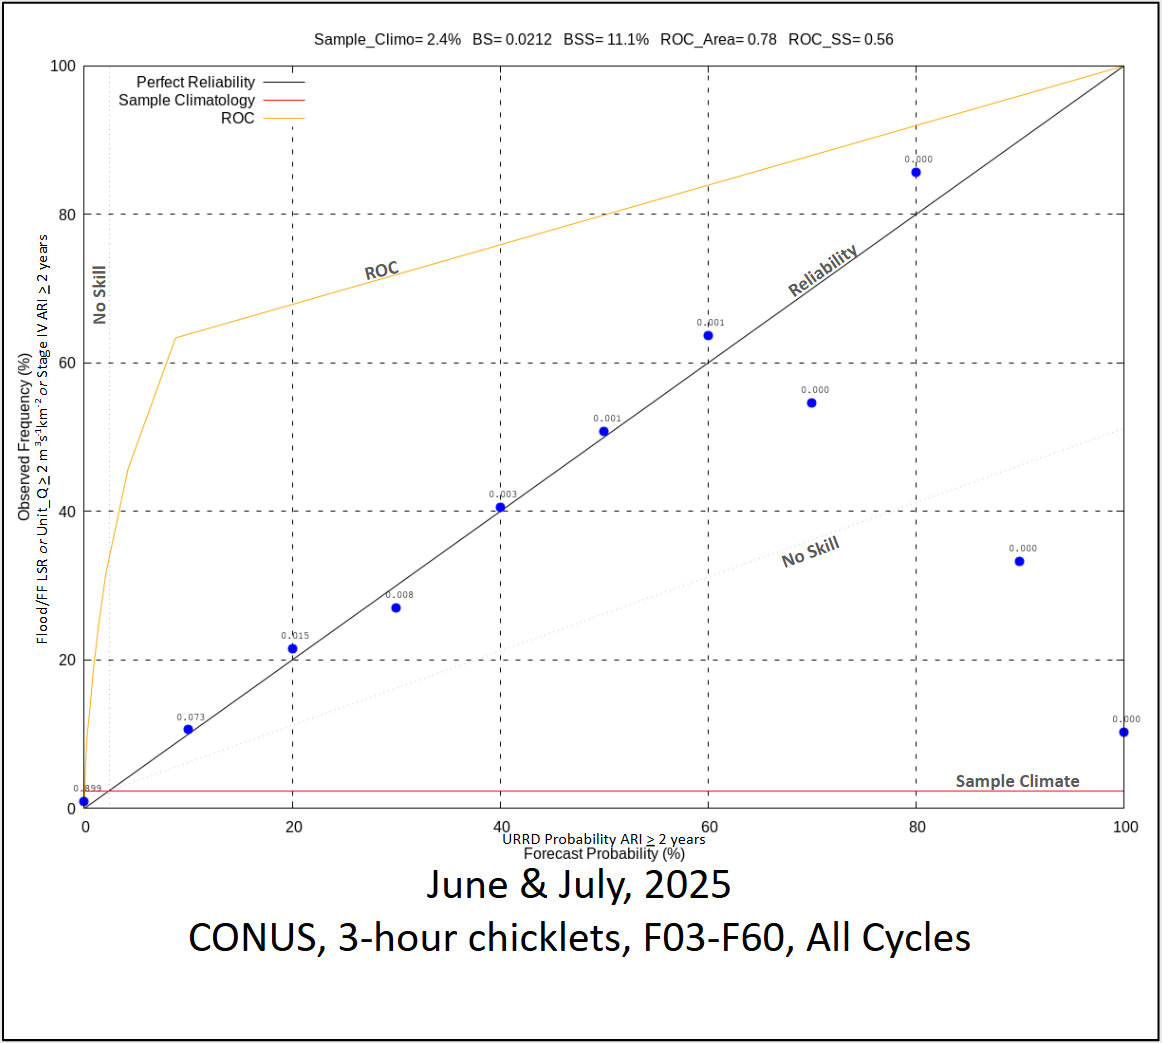 Sample_Climo= 2.4% BS= 0.0212 BSS= 11.1% ROC_Area= 0.78 ROC_SS= 0.56
100
Perfect Reliability
Sample Climatology
ROC
80
60
40
20
0
Observed Frequency (%)
Flood/FF LSR or Unit_Q ≥ 2 m³s⁻¹km⁻² or Stage IV ARI ≥ 2 years
No Skill
ROC
Reliability
No Skill
Sample Climate
0.899
0.073
0.015
0.008
0.003
0.001
0.001
0.000
0.000
0.000
0.000
0 20 40 60 80 100
URRD Probability ARI ≥ 2 years
Forecast Probability (%)
June & July, 2025
CONUS, 3-hour chicklets, F03-F60, All Cycles